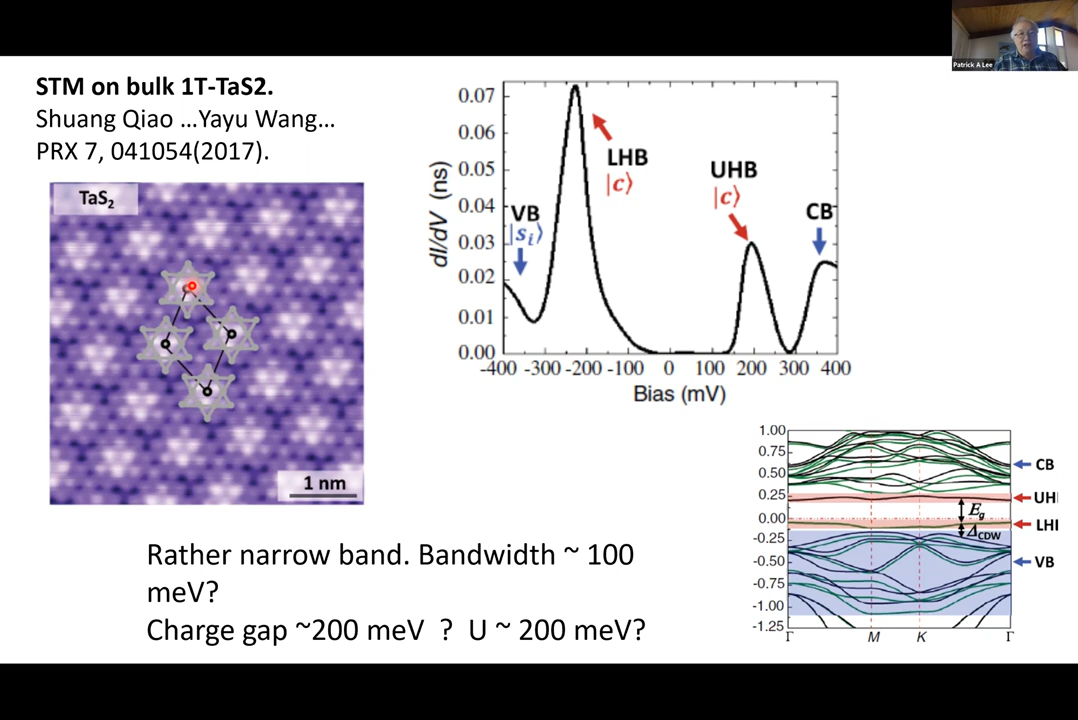 Patrick A Lee
STM on bulk 1T-TaS2.
Shuang Qiao ...Yayu Wang...
PRX 7, 041054(2017).
TaS₂
1 nm
dI/dV (ns)
0.07
0.06
0.05
0.04
0.03
0.02
0.01
0.00
VB
|sᵢ⟩
LHB
|c⟩
UHB
|c⟩
CB
-400 -300 -200 -100 0 100 200 300 400
Bias (mV)
Rather narrow band. Bandwidth ~ 100
meV?
Charge gap ~200 meV ? U ~ 200 meV?
1.00
0.75
0.50
0.25
0.00
-0.25
-0.50
-0.75
-1.00
-1.25
Γ M K Γ
E_g
Δ_CDW
CB
UH
LHI
VB